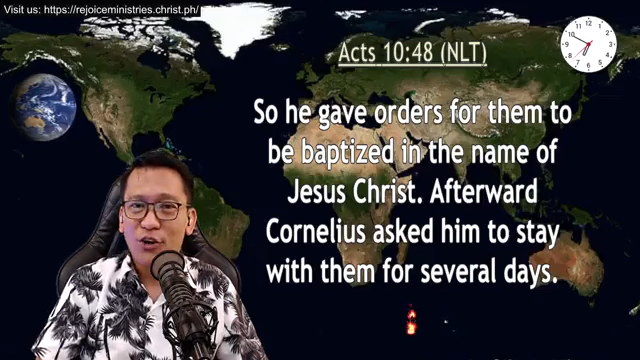 Visit us: https://rejoiceministries.christ.ph/
Acts 10:48 (NLT)
So he gave orders for them to
be baptized in the name of
Jesus Christ. Afterward
Cornelius asked him to stay
with them for several days.